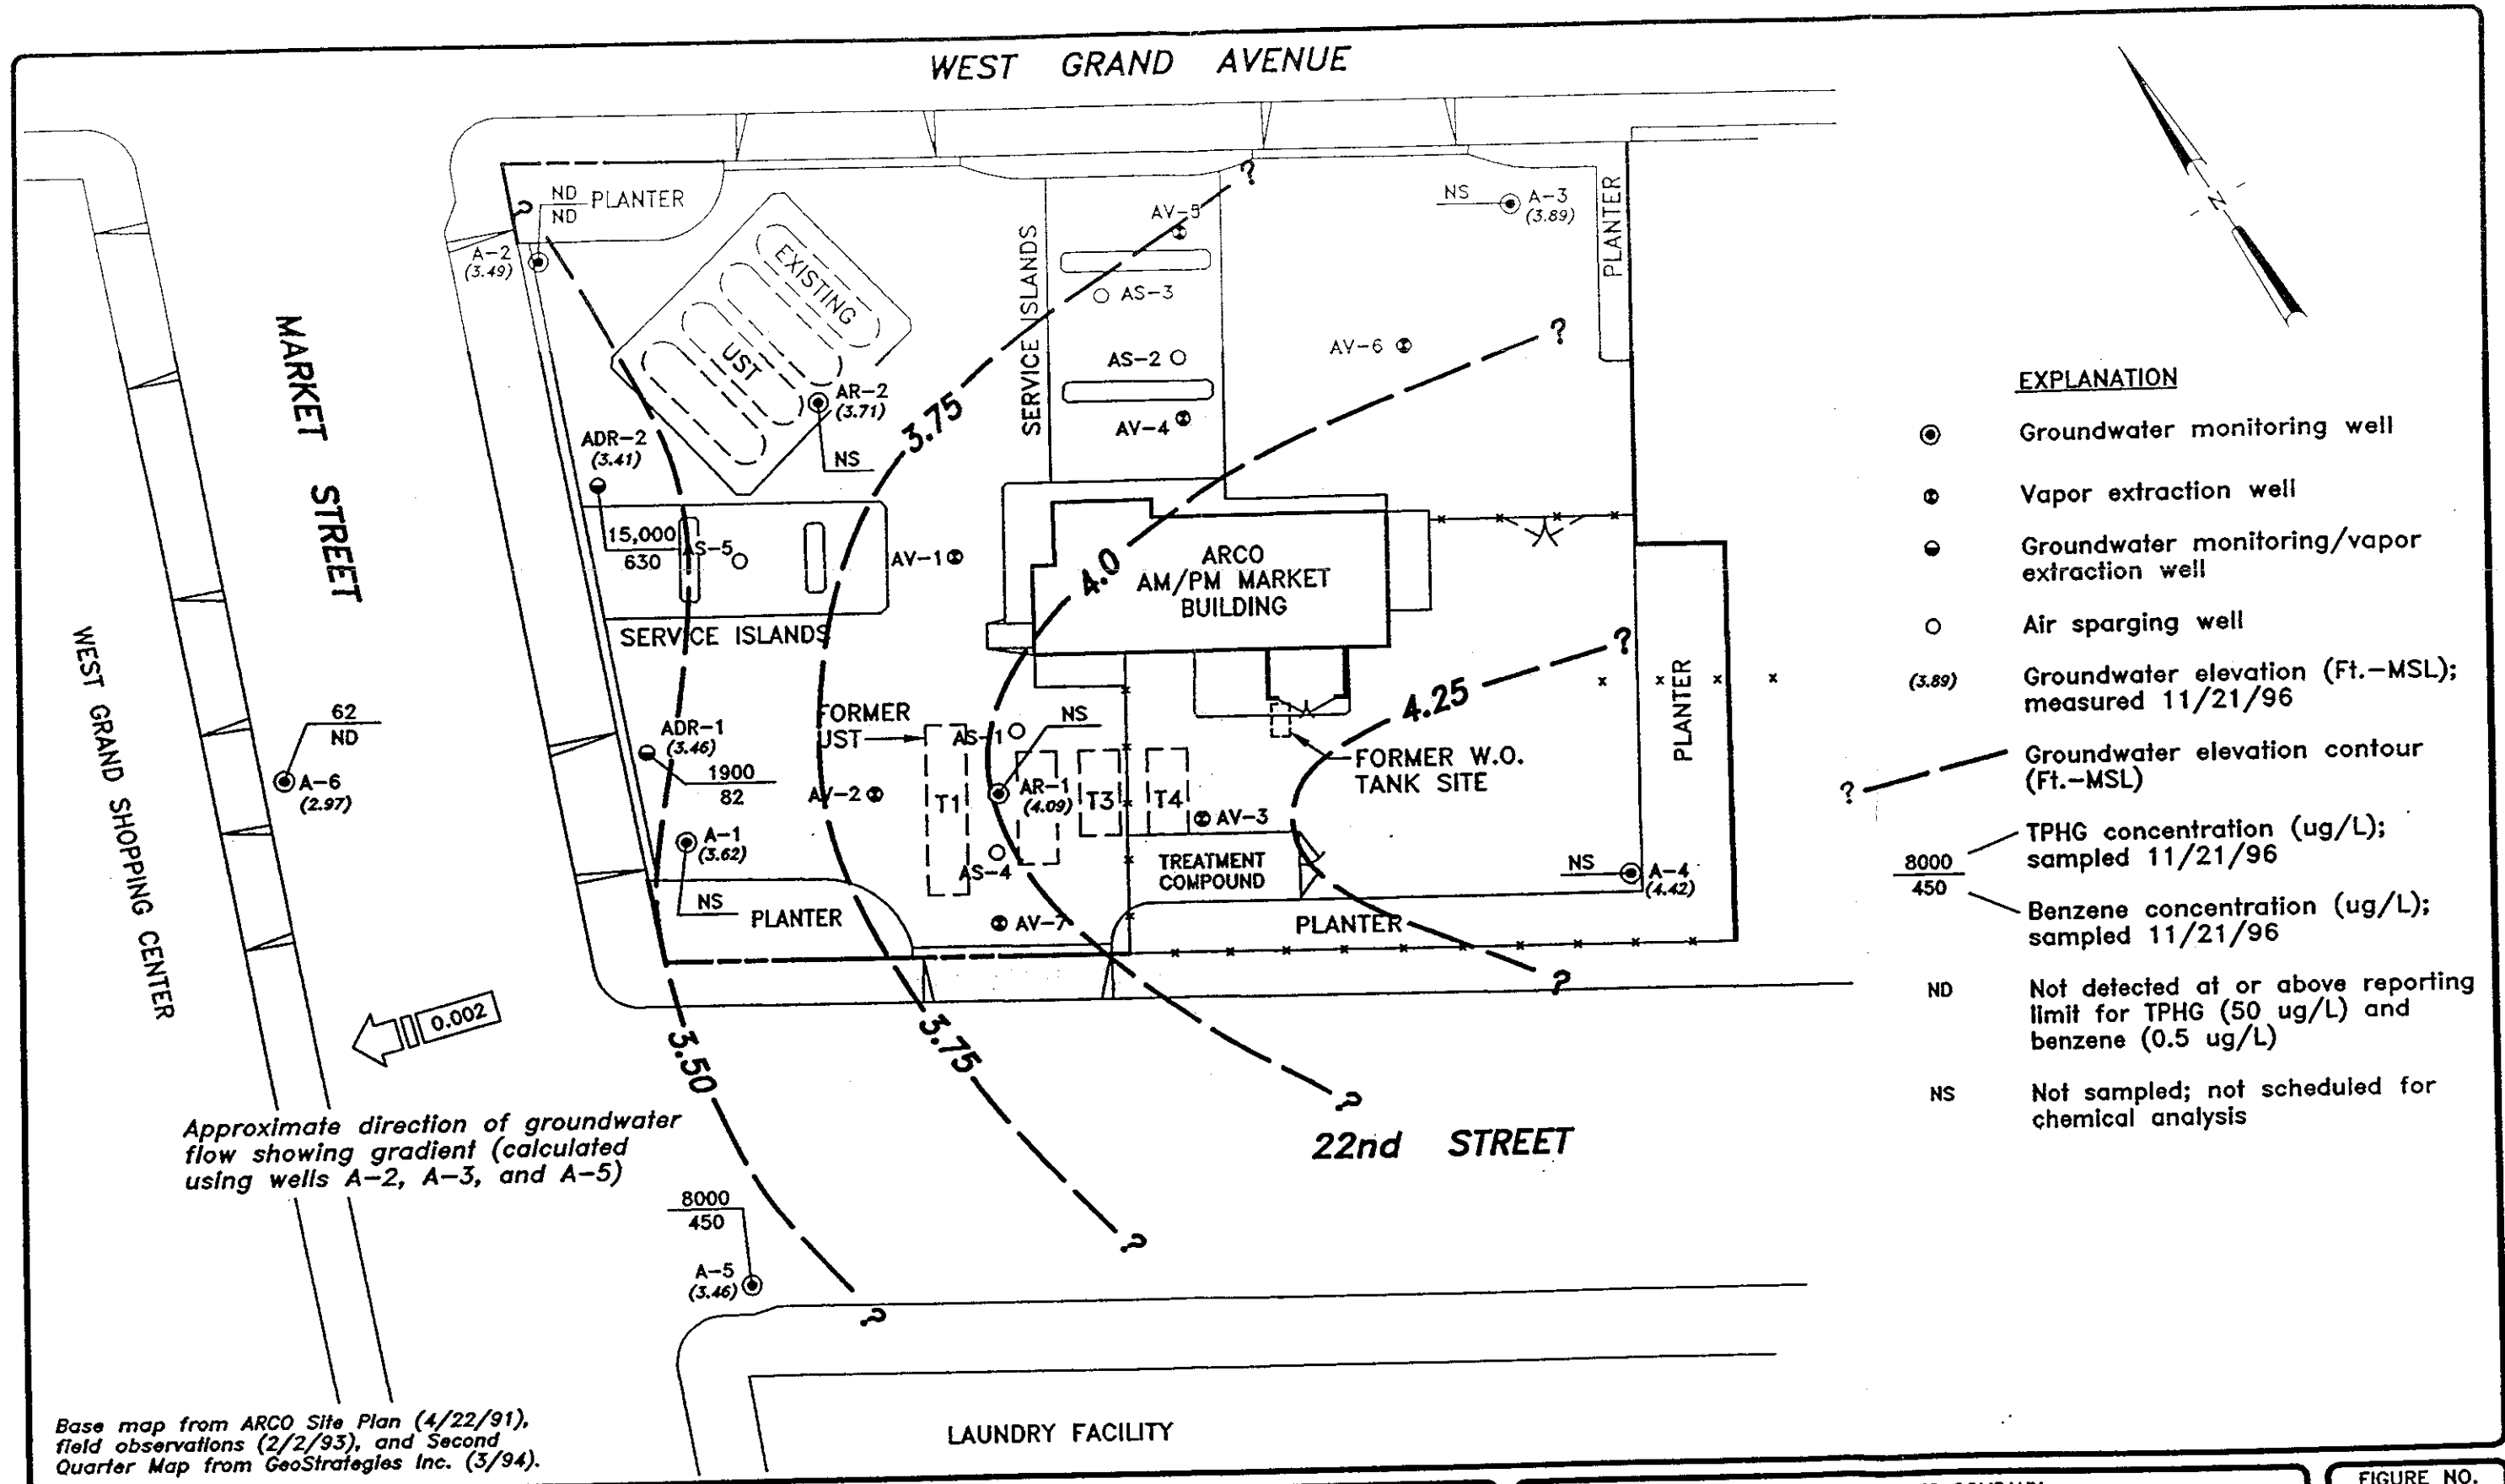 WEST GRAND AVENUE
ND
ND
PLANTER
?
A-2
(3.49)
EXISTING
UST
AR-2
(3.71)
NS
ADR-2
(3.41)
15,000
630
AS-5
SERVICE ISLANDS
AV-1
3.75
SERVICE ISLANDS
AV-5
?
AS-3
AS-2
AV-4
NS
A-3
(3.89)
PLANTER
AV-6
?
4.0
ARCO
AM/PM MARKET
BUILDING
?
4.25
PLANTER
MARKET STREET
WEST GRAND SHOPPING CENTER
62
ND
A-6
(2.97)
ADR-1
(3.46)
1900
82
FORMER
UST
AS-1
NS
AV-2
T1
AR-1
(4.09)
T3
T4
AV-3
FORMER W.O.
TANK SITE
A-1
(3.62)
NS
PLANTER
AS-4
AV-7
TREATMENT
COMPOUND
PLANTER
NS
A-4
(4.42)
?
0.002
3.50
3.75
?
22nd STREET
Approximate direction of groundwater
flow showing gradient (calculated
using wells A-2, A-3, and A-5)
8000
450
A-5
(3.46)
?
?
LAUNDRY FACILITY
Base map from ARCO Site Plan (4/22/91),
field observations (2/2/93), and Second
Quarter Map from GeoStrategies Inc. (3/94).
N
EXPLANATION
Groundwater monitoring well
Vapor extraction well
Groundwater monitoring/vapor
extraction well
Air sparging well
(3.89) Groundwater elevation (Ft.-MSL);
measured 11/21/96
? Groundwater elevation contour
(Ft.-MSL)
8000
450
TPHG concentration (ug/L);
sampled 11/21/96
Benzene concentration (ug/L);
sampled 11/21/96
ND Not detected at or above reporting
limit for TPHG (50 ug/L) and
benzene (0.5 ug/L)
NS Not sampled; not scheduled for
chemical analysis
FIGURE NO.